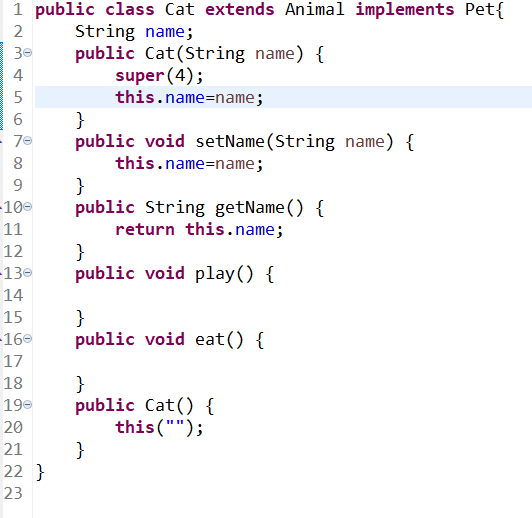 1 public class Cat extends Animal implements Pet{
2     String name;
3     public Cat(String name) {
4         super(4);
5         this.name=name;
6     }
7     public void setName(String name) {
8         this.name=name;
9     }
10     public String getName() {
11         return this.name;
12     }
13     public void play() {
14
15     }
16     public void eat() {
17
18     }
19     public Cat() {
20         this("");
21     }
22 }
23